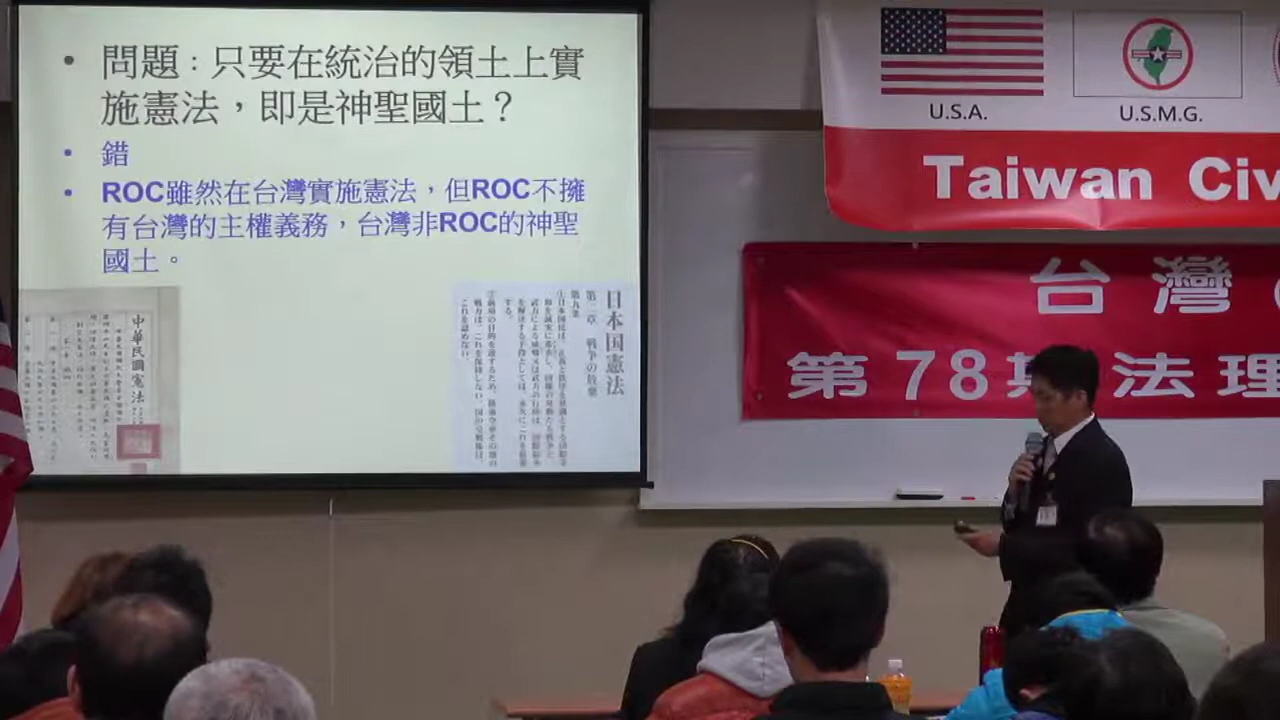 • 問題：只要在統治的領土上實
施憲法，即是神聖國土？
• 錯
• ROC雖然在台灣實施憲法，但ROC不擁
有台灣的主權義務，台灣非ROC的神聖
國土。
中華民國憲法
日本国憲法
第二章 戦争の放棄
第九条
U.S.A.
U.S.M.G.
Taiwan Civ
台灣
第78期法理